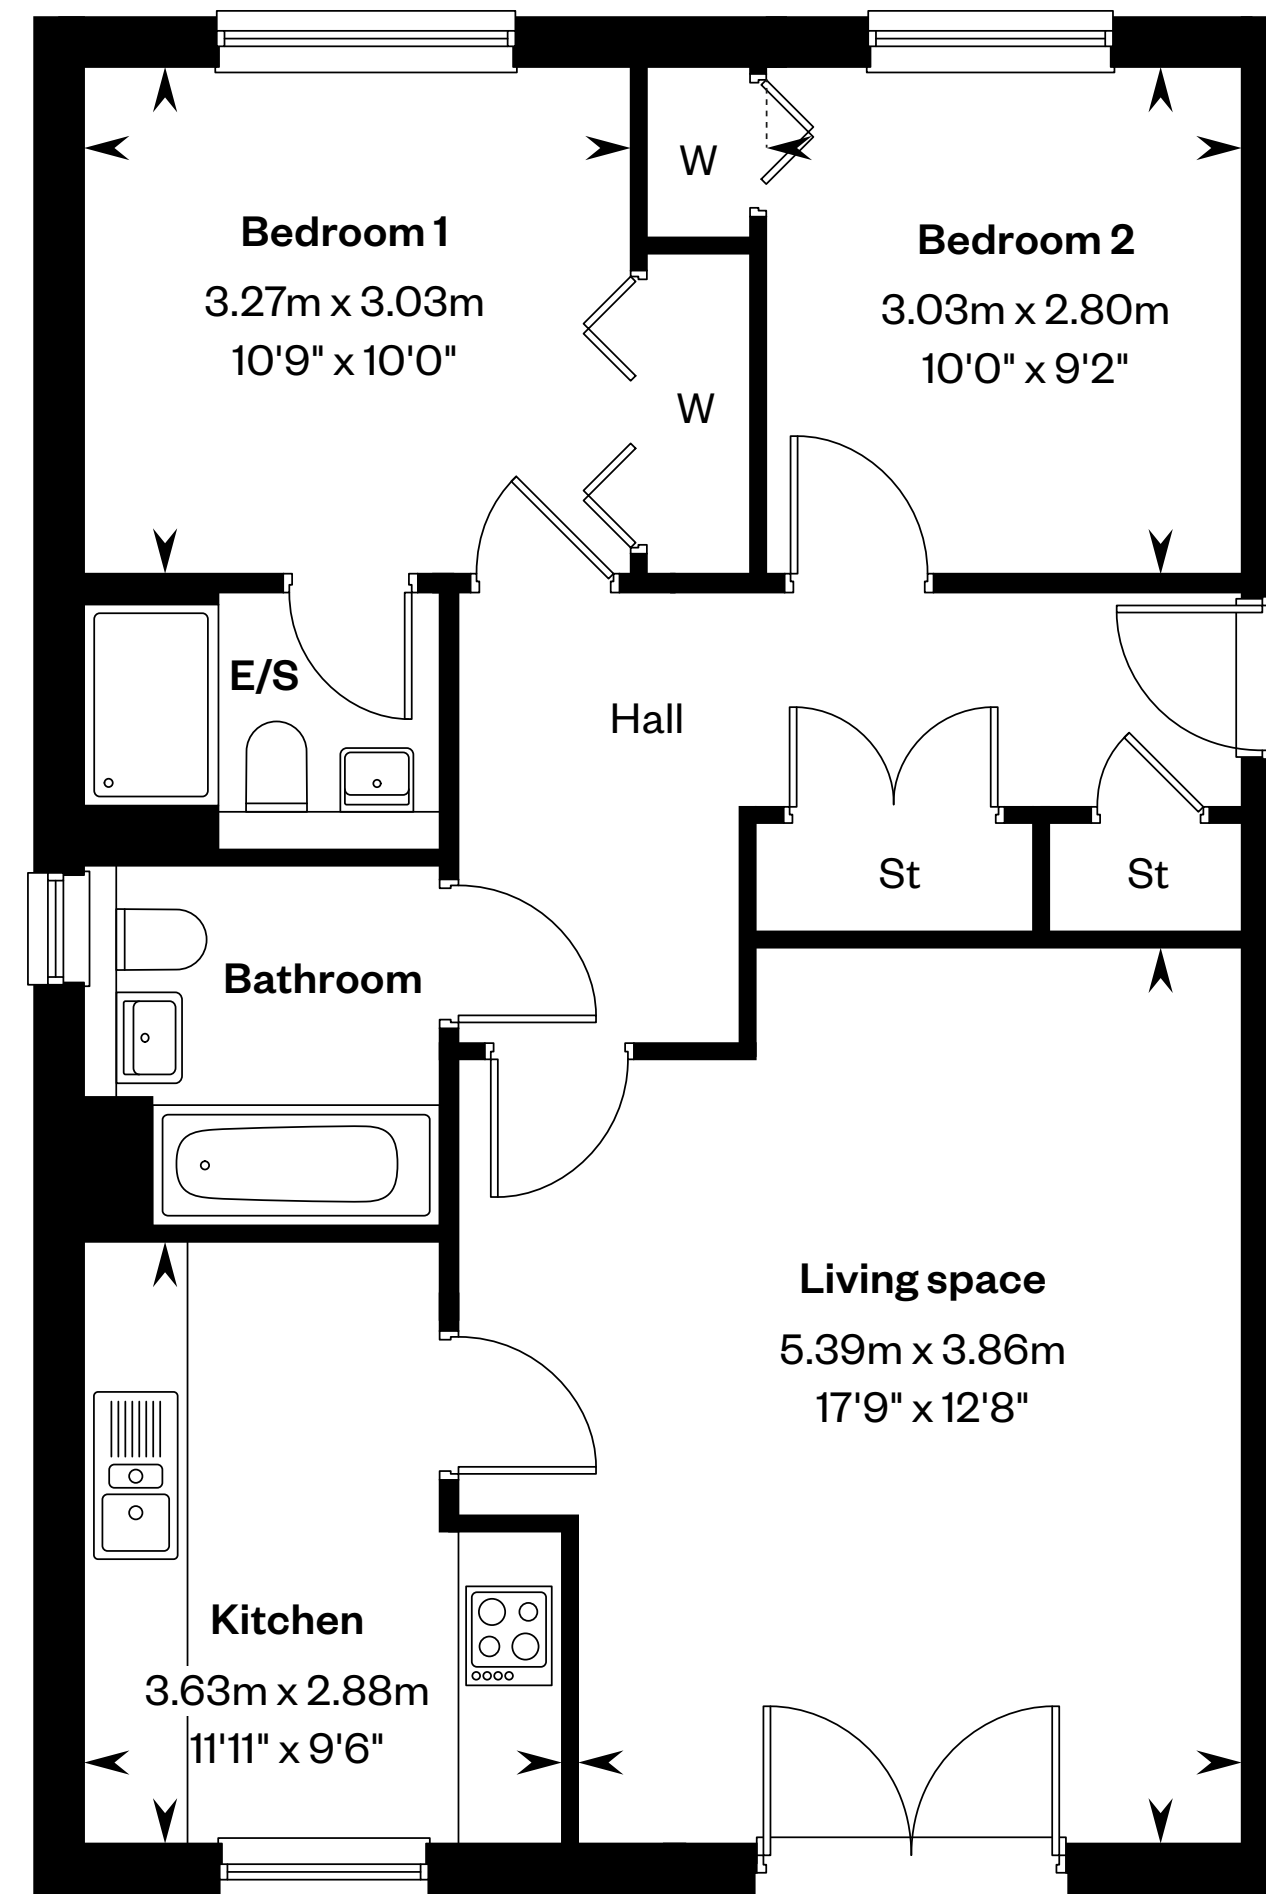 W
Bedroom 1
3.27m x 3.03m
10'9" x 10'0"
Bedroom 2
3.03m x 2.80m
10'0" x 9'2"
W
E/S
Hall
St
St
Bathroom
Living space
5.39m x 3.86m
17'9" x 12'8"
Kitchen
3.63m x 2.88m
11'11" x 9'6"